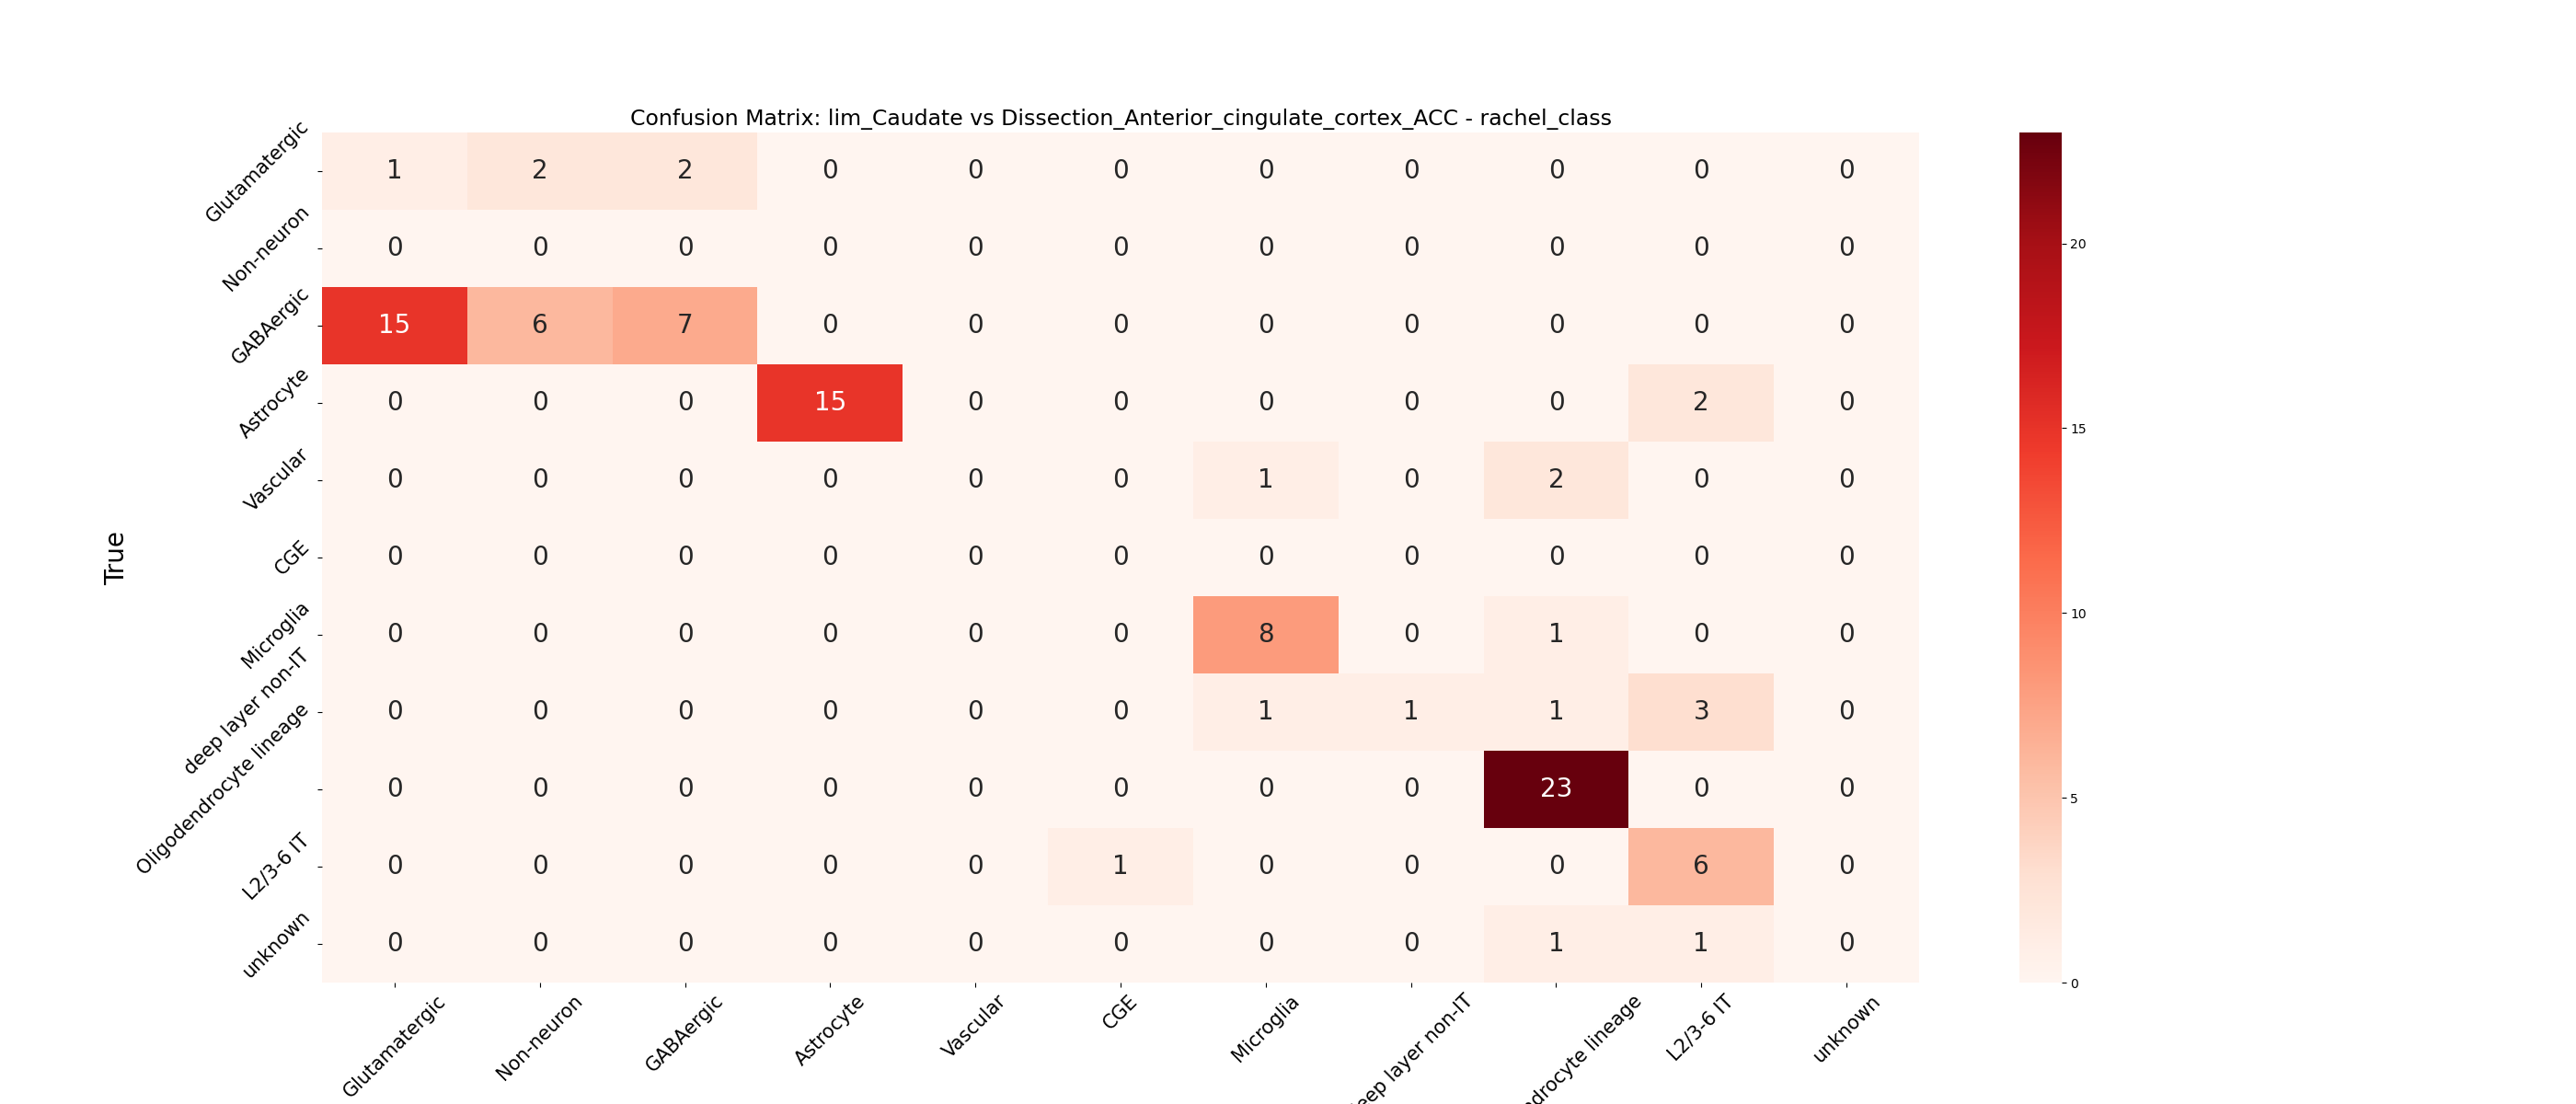 Confusion Matrix: lim_Caudate vs Dissection_Anterior_cingulate_cortex_ACC - rachel_class
True
Glutamatergic 1 2 2 0 0 0 0 0 0 0 0
Non-neuron 0 0 0 0 0 0 0 0 0 0 0
GABAergic 15 6 7 0 0 0 0 0 0 0 0
Astrocyte 0 0 0 15 0 0 0 0 0 2 0
Vascular 0 0 0 0 0 0 1 0 2 0 0
CGE 0 0 0 0 0 0 0 0 0 0 0
Microglia 0 0 0 0 0 0 8 0 1 0 0
deep layer non-IT 0 0 0 0 0 0 1 1 1 3 0
Oligodendrocyte lineage 0 0 0 0 0 0 0 0 23 0 0
L2/3-6 IT 0 0 0 0 0 1 0 0 0 6 0
unknown 0 0 0 0 0 0 0 0 1 1 0
Glutamatergic
Non-neuron
GABAergic
Astrocyte
Vascular
CGE
Microglia
layer non-IT
lineage
L2/3-6 IT
unknown
20
15
10
5
0